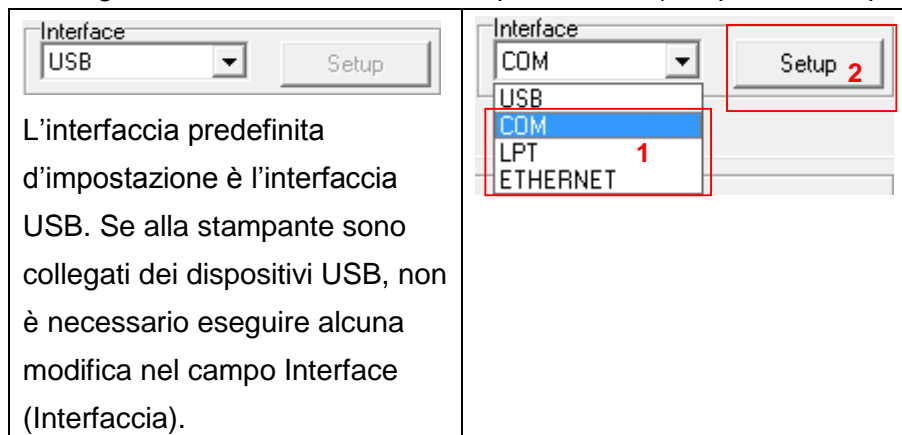 Interface
USB
Setup
L'interfaccia predefinita
d'impostazione è l'interfaccia
USB. Se alla stampante sono
collegati dei dispositivi USB, non
è necessario eseguire alcuna
modifica nel campo Interface
(Interfaccia).
Interface
COM
Setup 2
USB
COM
LPT 1
ETHERNET